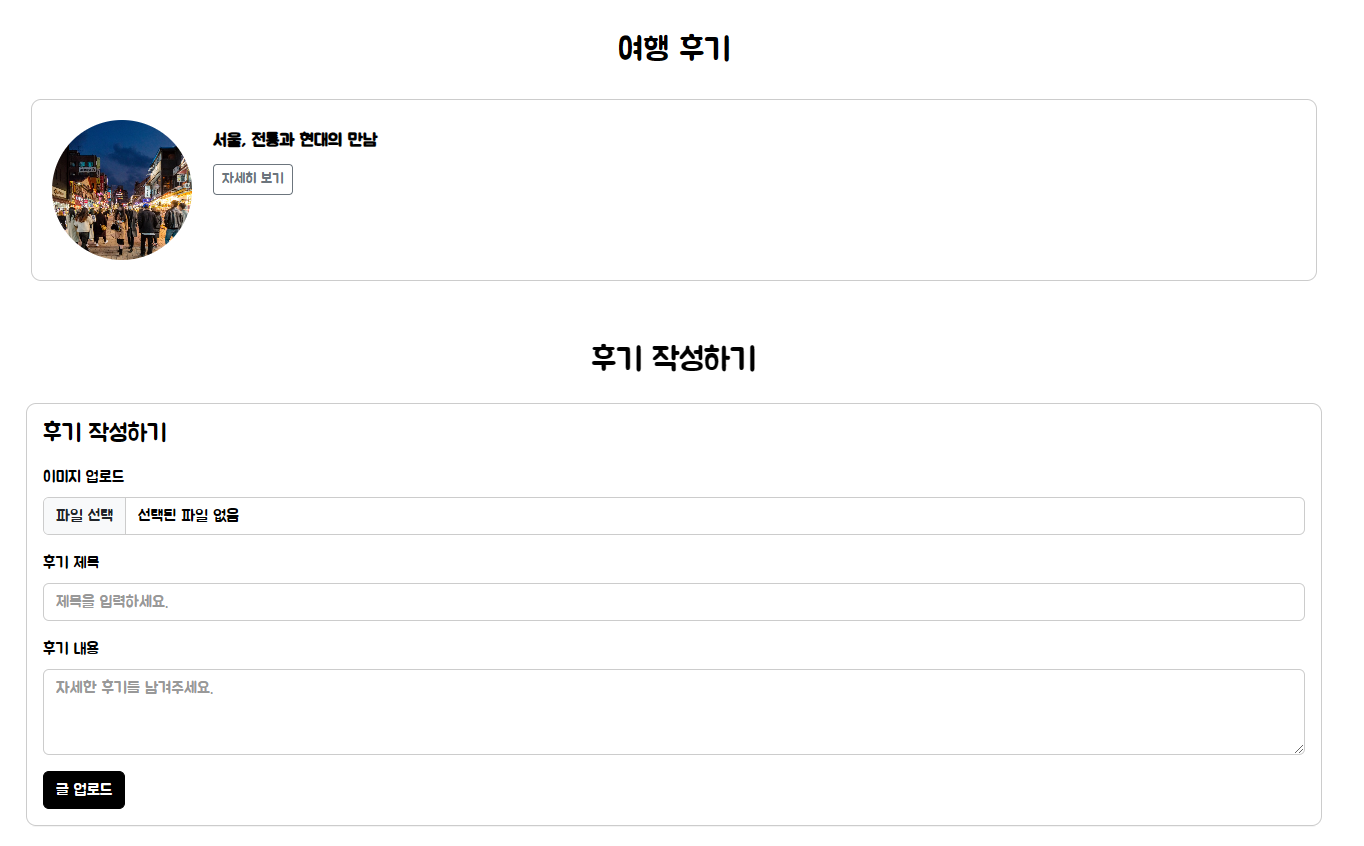 여행 후기
서울, 전통과 현대의 만남
자세히 보기
후기 작성하기
후기 작성하기
이미지 업로드
파일 선택 선택된 파일 없음
후기 제목
제목을 입력하세요.
후기 내용
자세한 후기를 남겨주세요.
글 업로드